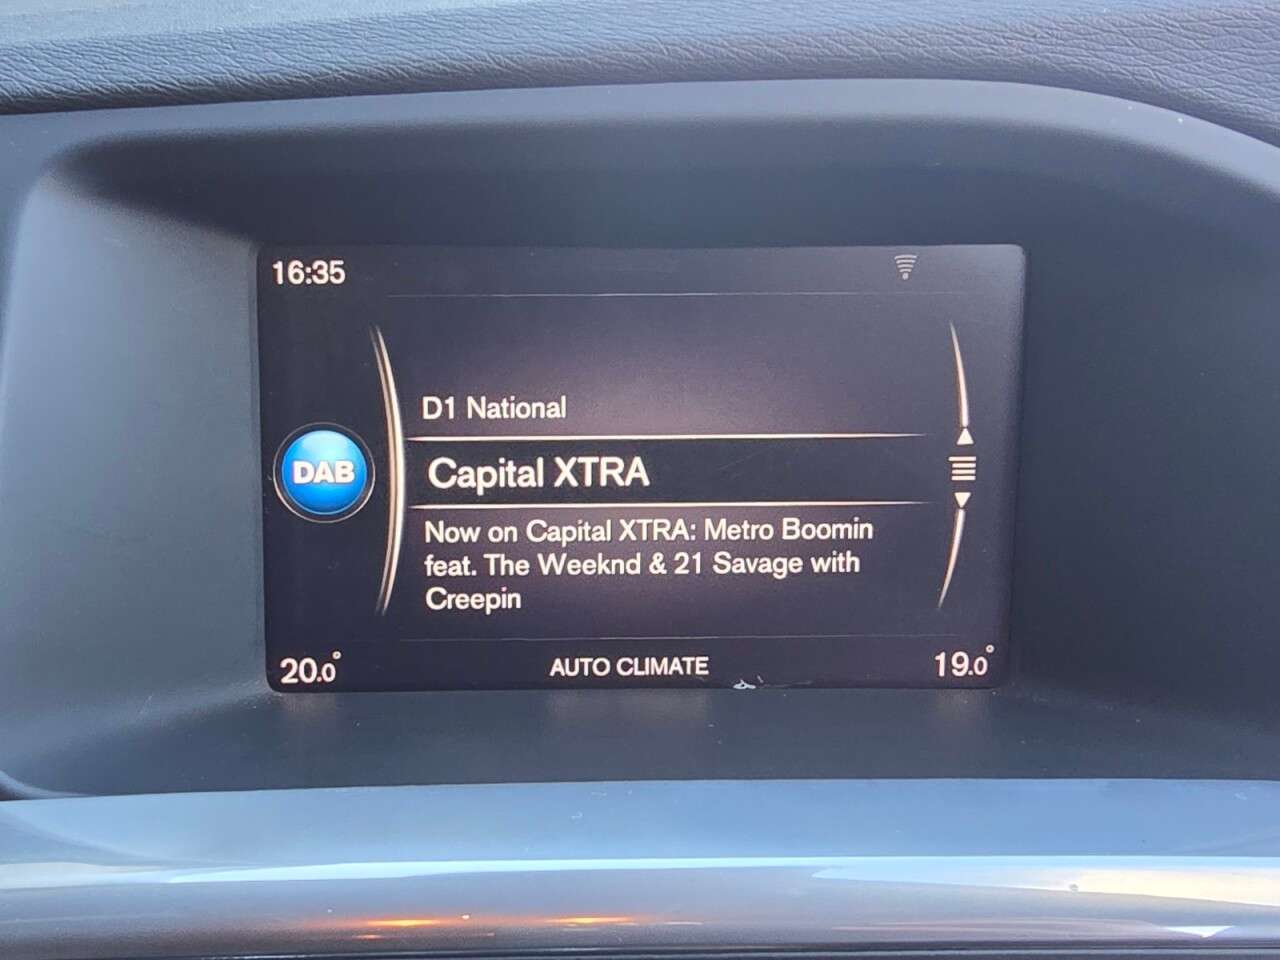 16:35
D1 National
DAB
Capital XTRA
Now on Capital XTRA: Metro Boomin
feat. The Weeknd & 21 Savage with
Creepin
20.0° AUTO CLIMATE 19.0°